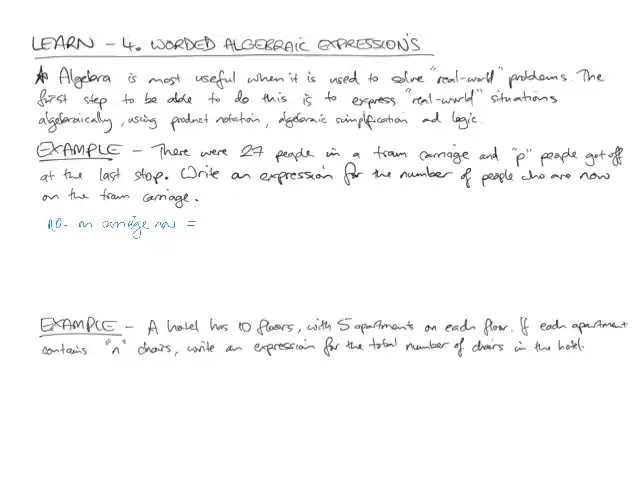 LEARN - 4. WORDED ALGEBRAIC EXPRESSION'S
* Algebra is most useful when it is used to solve "real-world" problems. The
first step to be able to do this is to express "real-world" situations
algebraically, using product notation, algebraic simplification and logic.
EXAMPLE - There were 27 people in a tram carriage and "p" people got off
at the last stop. Write an expression for the number of people who are now
on the tram carriage.
no. on carriage now =
EXAMPLE - A hotel has 10 floors, with 5 apartments on each flow. If each apartment
contains "n" chairs, write an expression for the total number of chairs in the hotel.